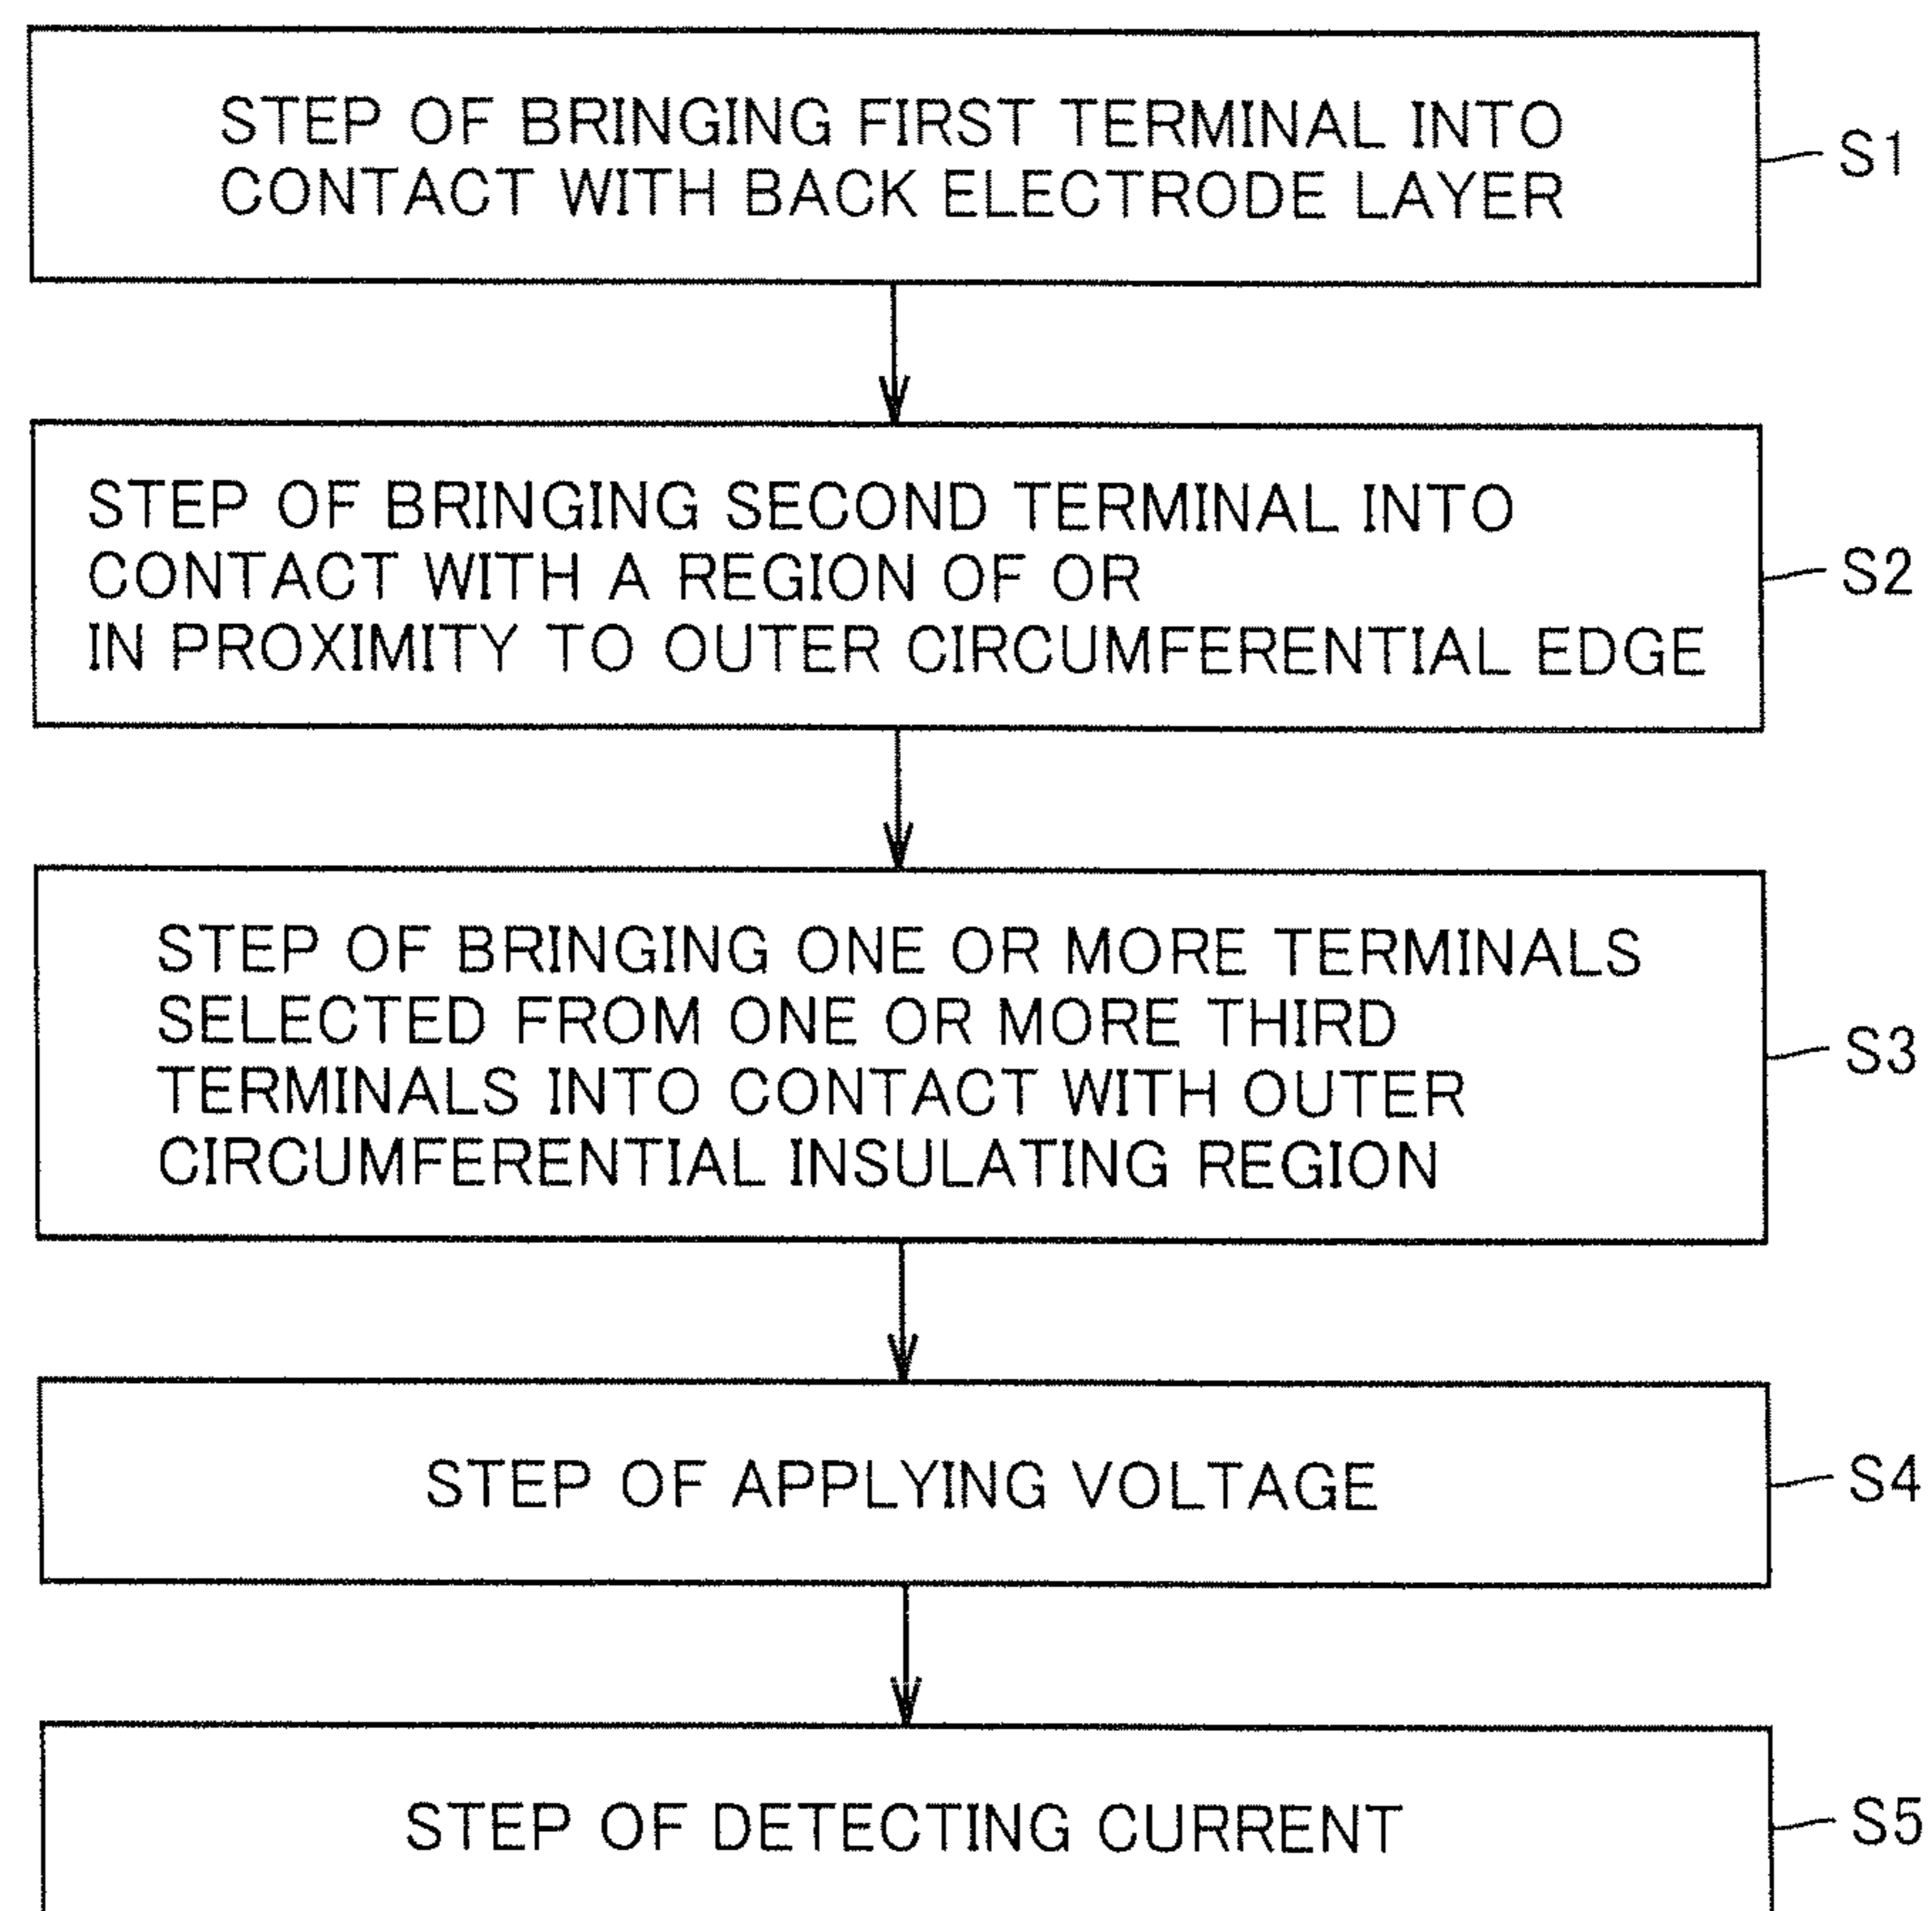 STEP OF BRINGING FIRST TERMINAL INTO
CONTACT WITH BACK ELECTRODE LAYER
S1
STEP OF BRINGING SECOND TERMINAL INTO
CONTACT WITH A REGION OF OR
IN PROXIMITY TO OUTER CIRCUMFERENTIAL EDGE
S2
STEP OF BRINGING ONE OR MORE TERMINALS
SELECTED FROM ONE OR MORE THIRD
TERMINALS INTO CONTACT WITH OUTER
CIRCUMFERENTIAL INSULATING REGION
S3
STEP OF APPLYING VOLTAGE
S4
STEP OF DETECTING CURRENT
S5